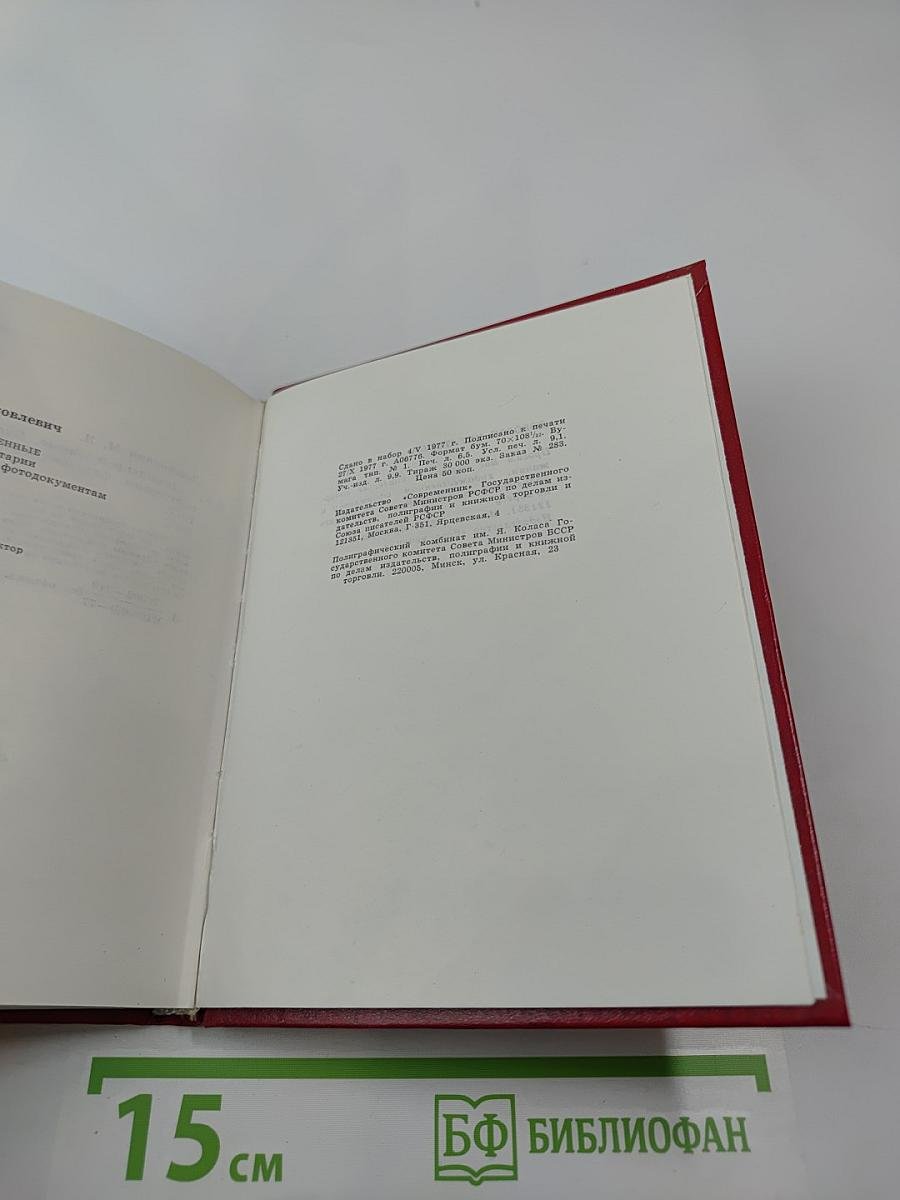 овлевич
ЕННЫЕ
тарии
фотодокументам
ктор
Сдано в набор 4/V 1977 г. Подписано к печати
27/X 1977 г. А06776. Формат бум. 70×108¹/₃₂. Бу-
мага тип. № 1. Печ. л. 6,5. Усл. печ. л. 9,1.
Уч.-изд. л. 9,9. Тираж 30 000 экз. Заказ № 283.
Цена 50 коп.
Издательство «Современник» Государственного
комитета Совета Министров РСФСР по делам из-
дательств, полиграфии и книжной торговли и
Союза писателей РСФСР
121351, Москва, Г-351, Ярцевская, 4
Полиграфический комбинат им. Я. Коласа Го-
сударственного комитета Совета Министров БССР
по делам издательств, полиграфии и книжной
торговли. 220005, Минск, ул. Красная, 23
15 см
БФ БИБЛИОФАН